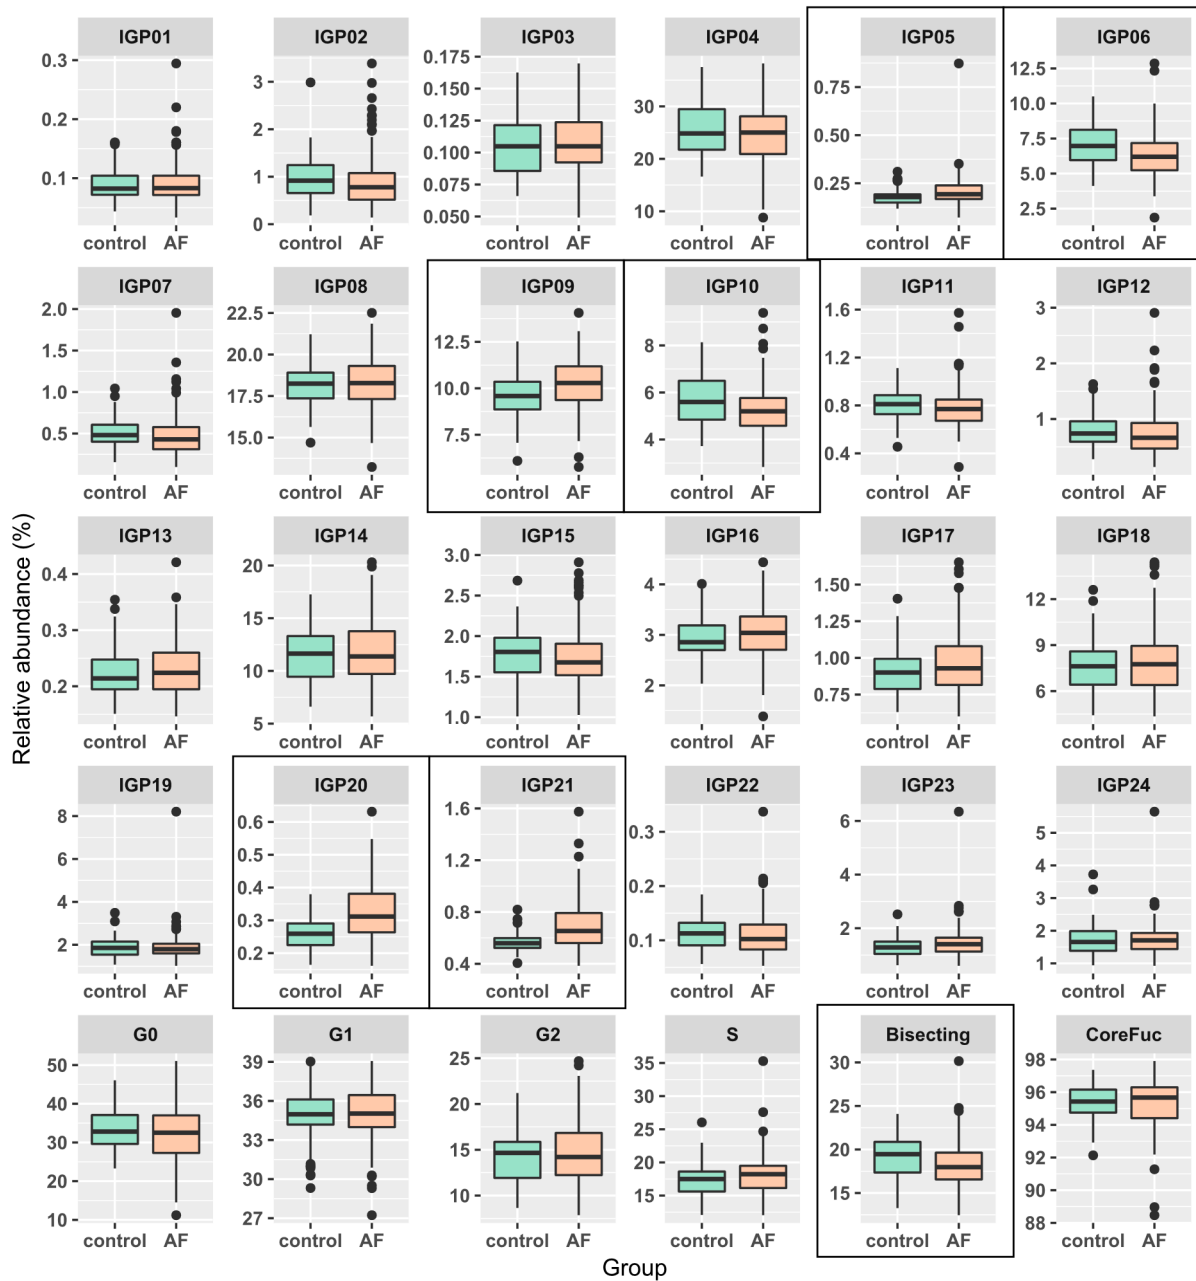 IGP01 IGP02 IGP03 IGP04 IGP05 IGP06
0.3 0.2 0.1
3 2 1 0
0.175 0.150 0.125 0.100 0.075 0.050
30 20 10
0.75 0.50 0.25
12.5 10.0 7.5 5.0 2.5
control AF control AF control AF control AF control AF control AF
IGP07 IGP08 IGP09 IGP10 IGP11 IGP12
2.0 1.5 1.0 0.5
22.5 20.0 17.5 15.0
12.5 10.0 7.5
8 6 4
1.6 1.2 0.8 0.4
3 2 1
control AF control AF control AF control AF control AF control AF
Relative abundance (%)
IGP13 IGP14 IGP15 IGP16 IGP17 IGP18
0.4 0.3 0.2
20 15 10 5
3.0 2.5 2.0 1.5 1.0
4 3 2
1.50 1.25 1.00 0.75
12 9 6
control AF control AF control AF control AF control AF control AF
IGP19 IGP20 IGP21 IGP22 IGP23 IGP24
8 6 4 2
0.6 0.5 0.4 0.3 0.2
1.6 1.2 0.8 0.4
0.3 0.2 0.1
6 4 2
5 4 3 2 1
control AF control AF control AF control AF control AF control AF
G0 G1 G2 S Bisecting CoreFuc
50 40 30 20 10
39 36 33 30 27
25 20 15 10
35 30 25 20 15
30 25 20 15
98 96 94 92 90 88
control AF control AF control AF control AF control AF control AF
Group